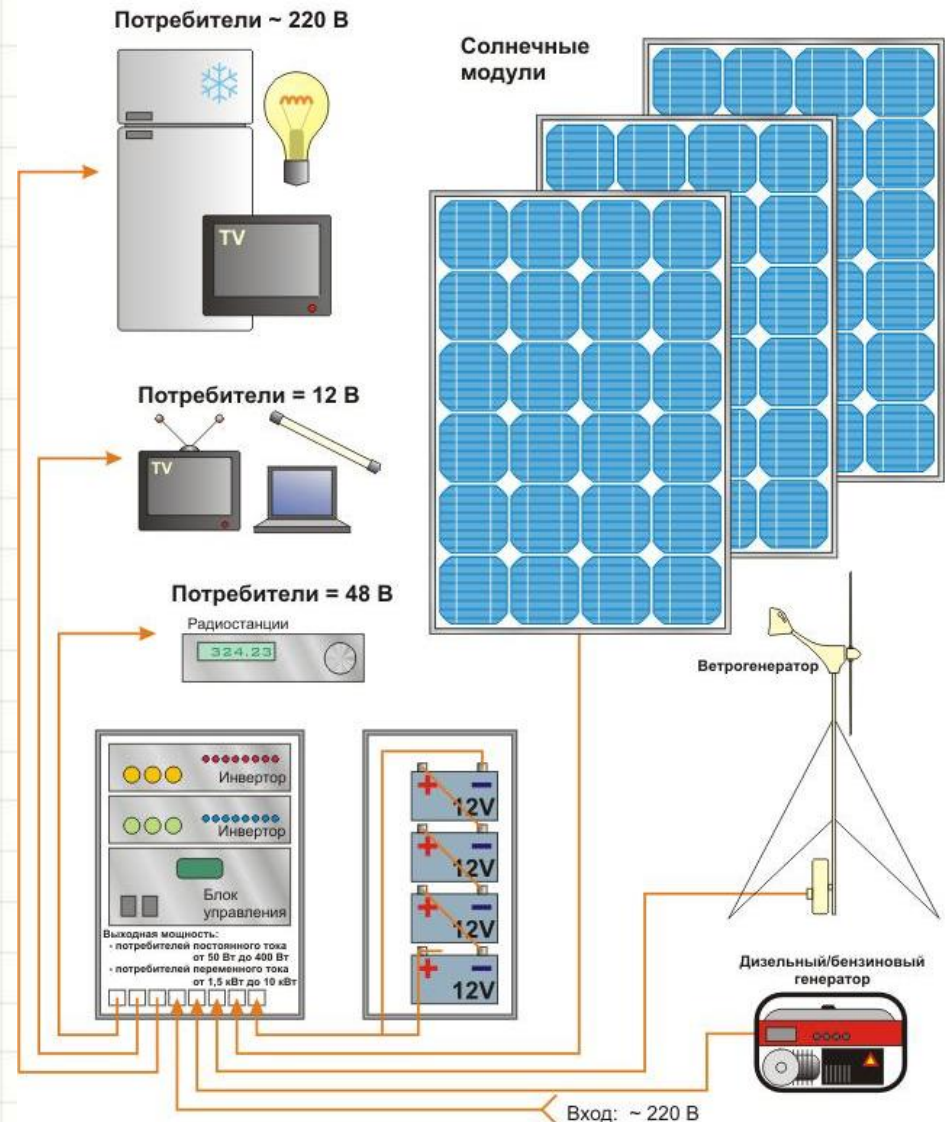 Потребители ~ 220 В
TV
Солнечные
модули
Потребители = 12 В
TV
Потребители = 48 В
Радиостанции
324.23
Ветрогенератор
Инвертор
Инвертор
Блок
управления
Выходная мощность:
- потребителей постоянного тока
от 50 Вт до 400 Вт
- потребителей переменного тока
от 1,5 кВт до 10 кВт
+ −
12V
+ −
12V
+ −
12V
+ −
12V
Дизельный/бензиновый
генератор
Вход: ~ 220 В